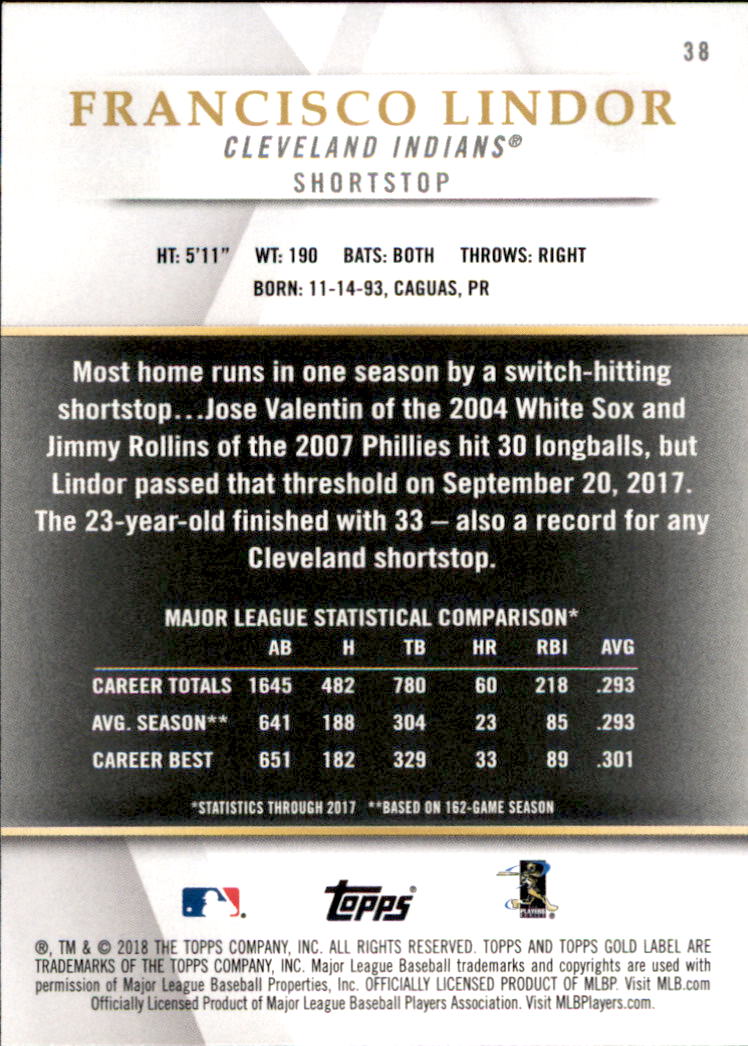 38
FRANCISCO LINDOR
CLEVELAND INDIANS®
SHORTSTOP
HT: 5'11" WT: 190 BATS: BOTH THROWS: RIGHT
BORN: 11-14-93, CAGUAS, PR
Most home runs in one season by a switch-hitting
shortstop...Jose Valentin of the 2004 White Sox and
Jimmy Rollins of the 2007 Phillies hit 30 longballs, but
Lindor passed that threshold on September 20, 2017.
The 23-year-old finished with 33 – also a record for any
Cleveland shortstop.
MAJOR LEAGUE STATISTICAL COMPARISON*
AB H TB HR RBI AVG
CAREER TOTALS 1645 482 780 60 218 .293
AVG. SEASON** 641 188 304 23 85 .293
CAREER BEST 651 182 329 33 89 .301
*STATISTICS THROUGH 2017 **BASED ON 162-GAME SEASON
TOPPS®
PLAYERS
®, TM & © 2018 THE TOPPS COMPANY, INC. ALL RIGHTS RESERVED. TOPPS AND TOPPS GOLD LABEL ARE
TRADEMARKS OF THE TOPPS COMPANY, INC. Major League Baseball trademarks and copyrights are used with
permission of Major League Baseball Properties, Inc. OFFICIALLY LICENSED PRODUCT OF MLBP. Visit MLB.com
Officially Licensed Product of Major League Baseball Players Association. Visit MLBPlayers.com.